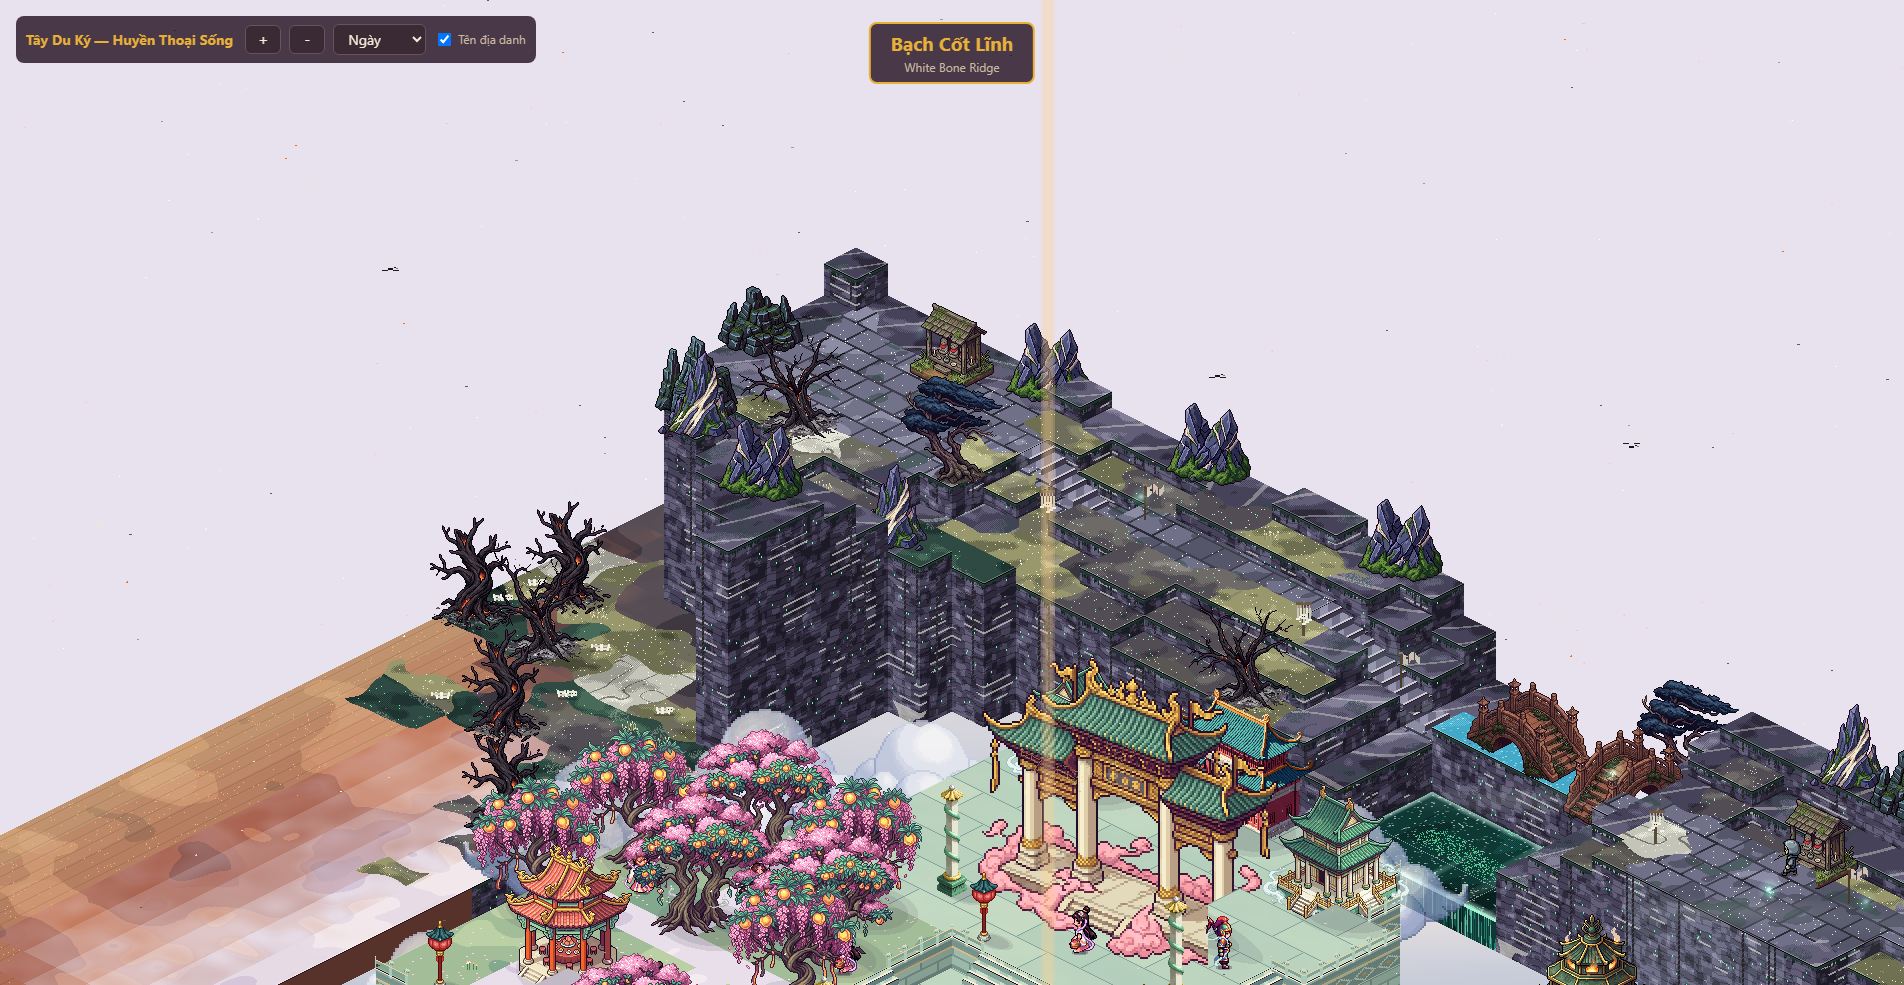 Tây Du Ký — Huyền Thoại Sống
+
-
Ngày
Tên địa danh
Bạch Cốt Lĩnh
White Bone Ridge